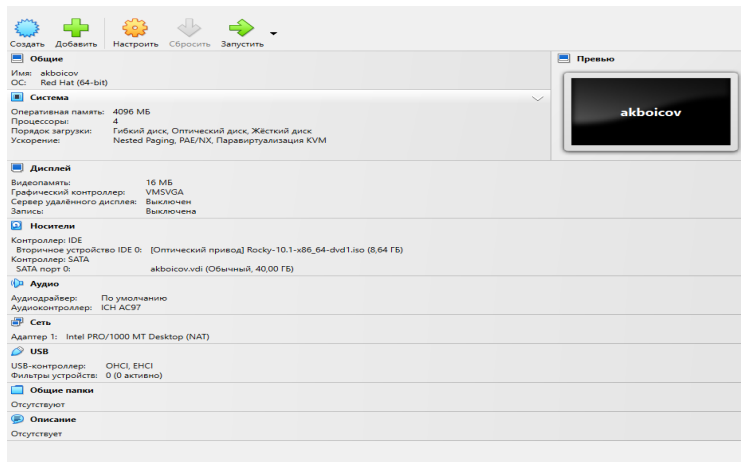 Создать Добавить Настроить Сбросить Запустить
Общие
Имя: akboicov
ОС: Red Hat (64-bit)
Превью
akboicov
Система
Оперативная память: 4096 МБ
Процессоры: 4
Порядок загрузки: Гибкий диск, Оптический диск, Жёсткий диск
Ускорение: Nested Paging, PAE/NX, Паравиртуализация KVM
Дисплей
Видеопамять: 16 МБ
Графический контроллер: VMSVGA
Сервер удалённого дисплея: Выключен
Запись: Выключена
Носители
Контроллер: IDE
Вторичное устройство IDE 0: [Оптический привод] Rocky-10.1-x86_64-dvd1.iso (8,64 ГБ)
Контроллер: SATA
SATA порт 0: akboicov.vdi (Обычный, 40,00 ГБ)
Аудио
Аудиодрайвер: По умолчанию
Аудиоконтроллер: ICH AC97
Сеть
Адаптер 1: Intel PRO/1000 MT Desktop (NAT)
USB
USB-контроллер: OHCI, EHCI
Фильтры устройств: 0 (0 активно)
Общие папки
Отсутствуют
Описание
Отсутствует